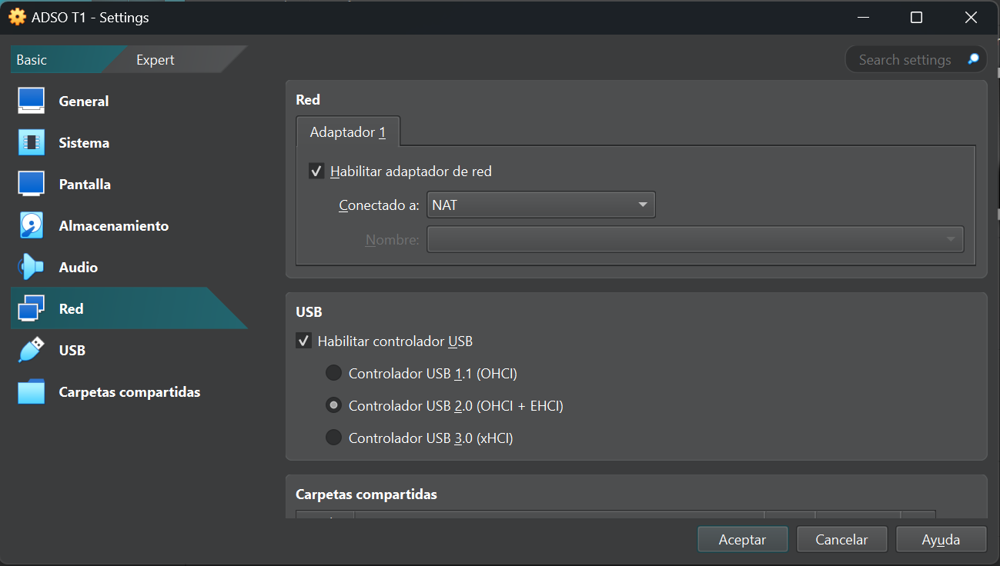 ADSO T1 - Settings
Basic
Expert
Search settings
General
Sistema
Pantalla
Almacenamiento
Audio
Red
USB
Carpetas compartidas
Red
Adaptador 1
Habilitar adaptador de red
Conectado a: NAT
Nombre:
USB
Habilitar controlador USB
Controlador USB 1.1 (OHCI)
Controlador USB 2.0 (OHCI + EHCI)
Controlador USB 3.0 (xHCI)
Carpetas compartidas
Aceptar
Cancelar
Ayuda